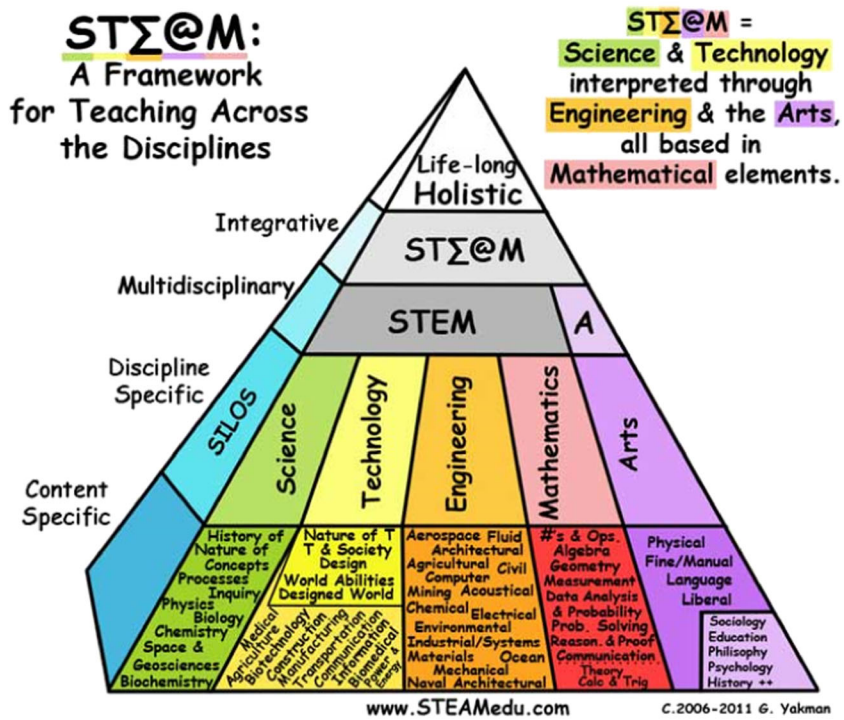 STΣ@M:
A Framework
for Teaching Across
the Disciplines
STΣ@M =
Science & Technology
interpreted through
Engineering & the Arts,
all based in
Mathematical elements.
Life-long
Holistic
Integrative
STΣ@M
Multidisciplinary
STEM
A
Discipline
Specific
SILOS
Science
Technology
Engineering
Mathematics
Arts
Content
Specific
History of
Nature of
Concepts
Processes
Inquiry
Physics
Biology
Chemistry
Space &
Geosciences
Biochemistry
Nature of T
T & Society
Design
World Abilities
Designed World
Medical
Agriculture
Biotechnology
Construction
Manufacturing
Transportation
Communication
Information
Biomedical
Power &
Energy
Aerospace Fluid
Architectural
Agricultural Civil
Computer
Mining Acoustical
Chemical Electrical
Environmental
Industrial/Systems
Materials Ocean
Mechanical
Naval Architectural
#'s & Ops.
Algebra
Geometry
Measurement
Data Analysis
& Probability
Prob. Solving
Reason. & Proof
Communication
Theory
Calc & Trig
Physical
Fine/Manual
Language
Liberal
Sociology
Education
Philisophy
Psychology
History ++
www.STEAMedu.com
C.2006-2011 G. Yakman